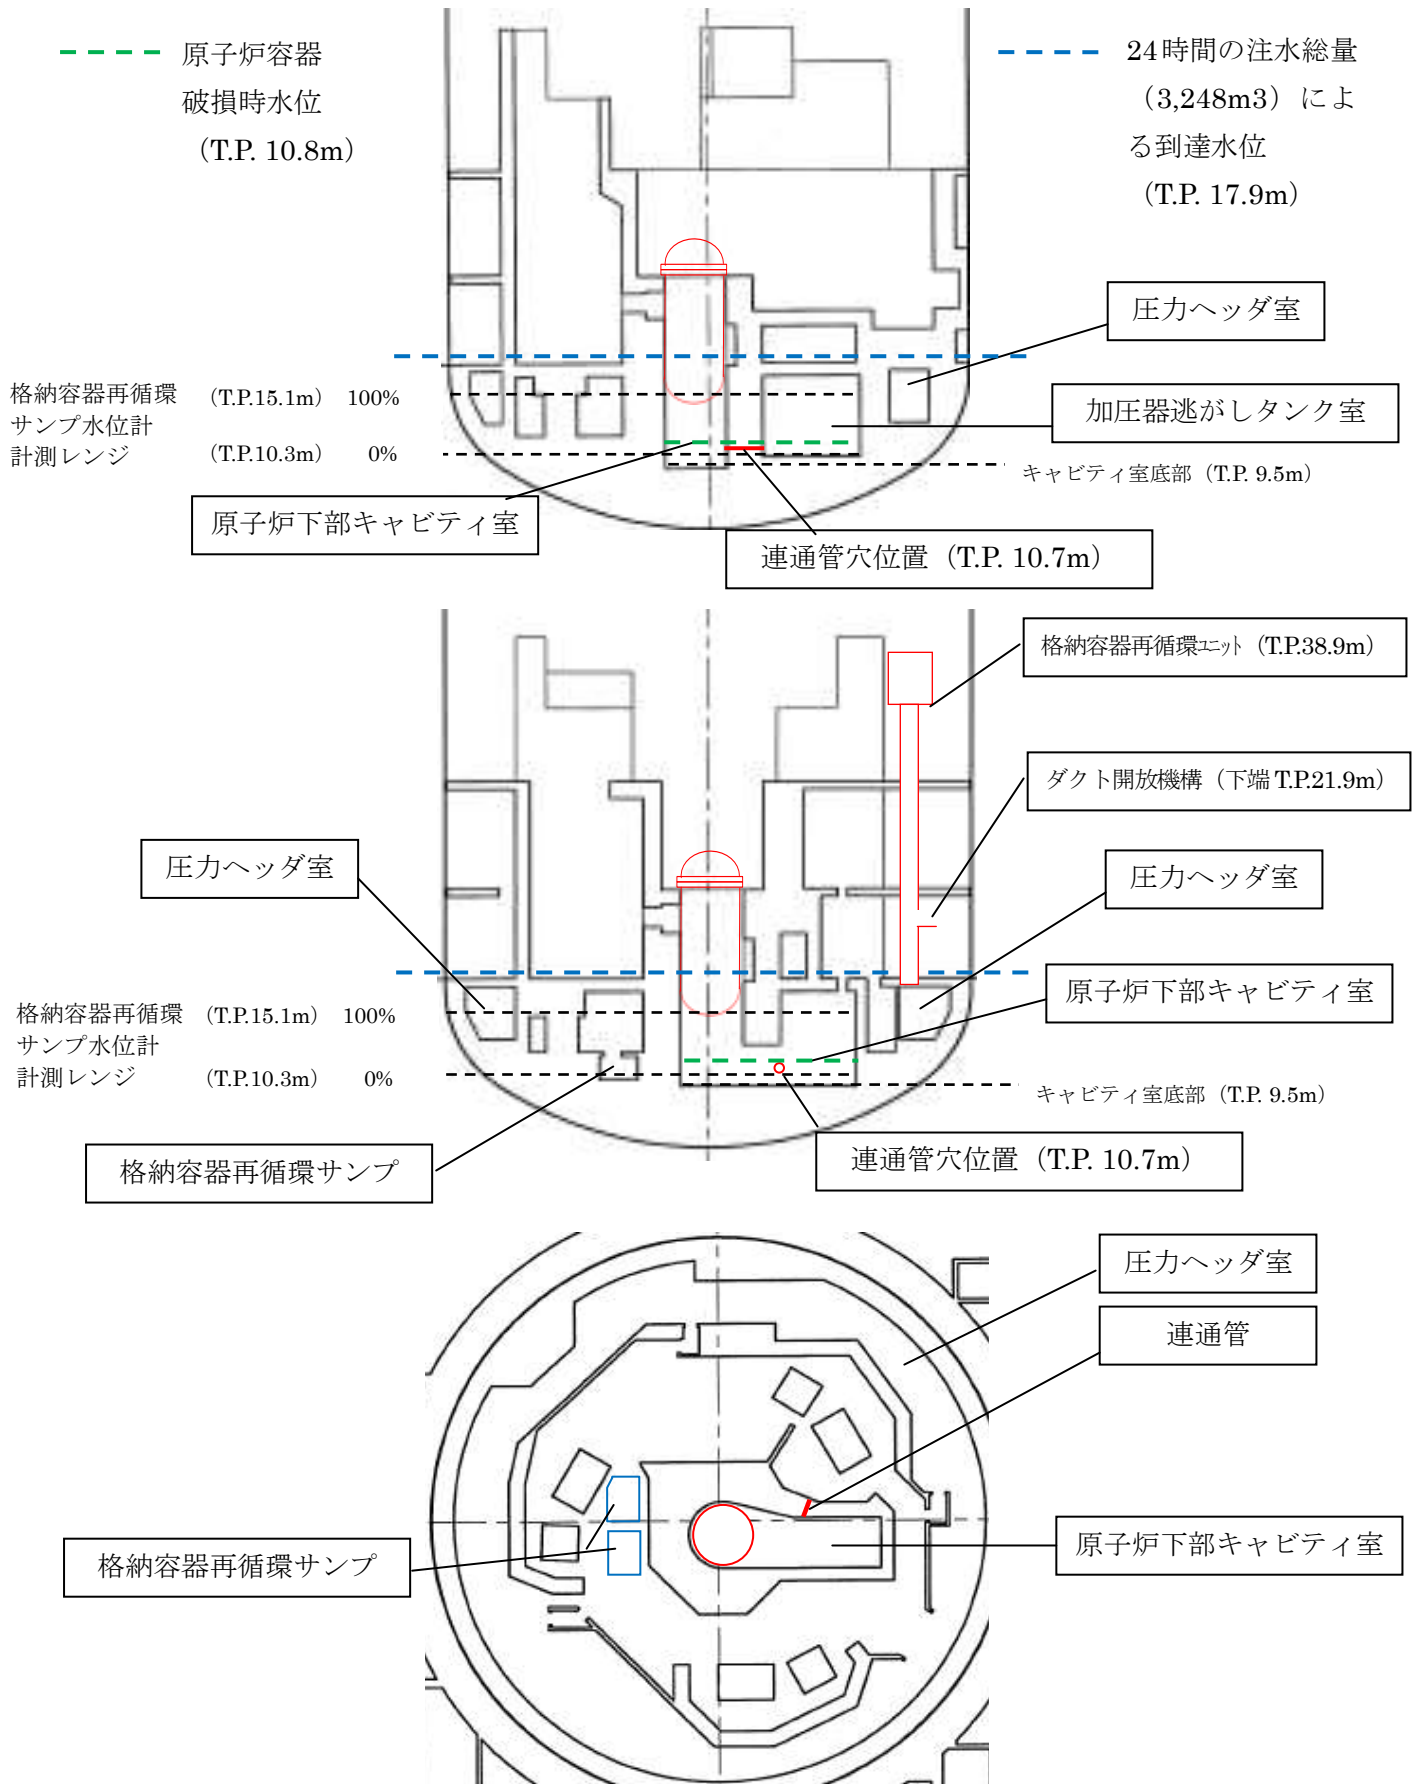 原子炉容器
破損時水位
（T.P. 10.8m）
24時間の注水総量
（3,248m3）によ
る到達水位
（T.P. 17.9m）
圧力ヘッダ室
加圧器逃がしタンク室
格納容器再循環 （T.P.15.1m） 100%
サンプ水位計
計測レンジ （T.P.10.3m） 0%
キャビティ室底部（T.P. 9.5m）
原子炉下部キャビティ室
連通管穴位置（T.P. 10.7m）
格納容器再循環ﾕﾆｯﾄ（T.P.38.9m）
ダクト開放機構（下端 T.P.21.9m）
圧力ヘッダ室
圧力ヘッダ室
原子炉下部キャビティ室
格納容器再循環 （T.P.15.1m） 100%
サンプ水位計
計測レンジ （T.P.10.3m） 0%
キャビティ室底部（T.P. 9.5m）
連通管穴位置（T.P. 10.7m）
格納容器再循環サンプ
圧力ヘッダ室
連通管
原子炉下部キャビティ室
格納容器再循環サンプ